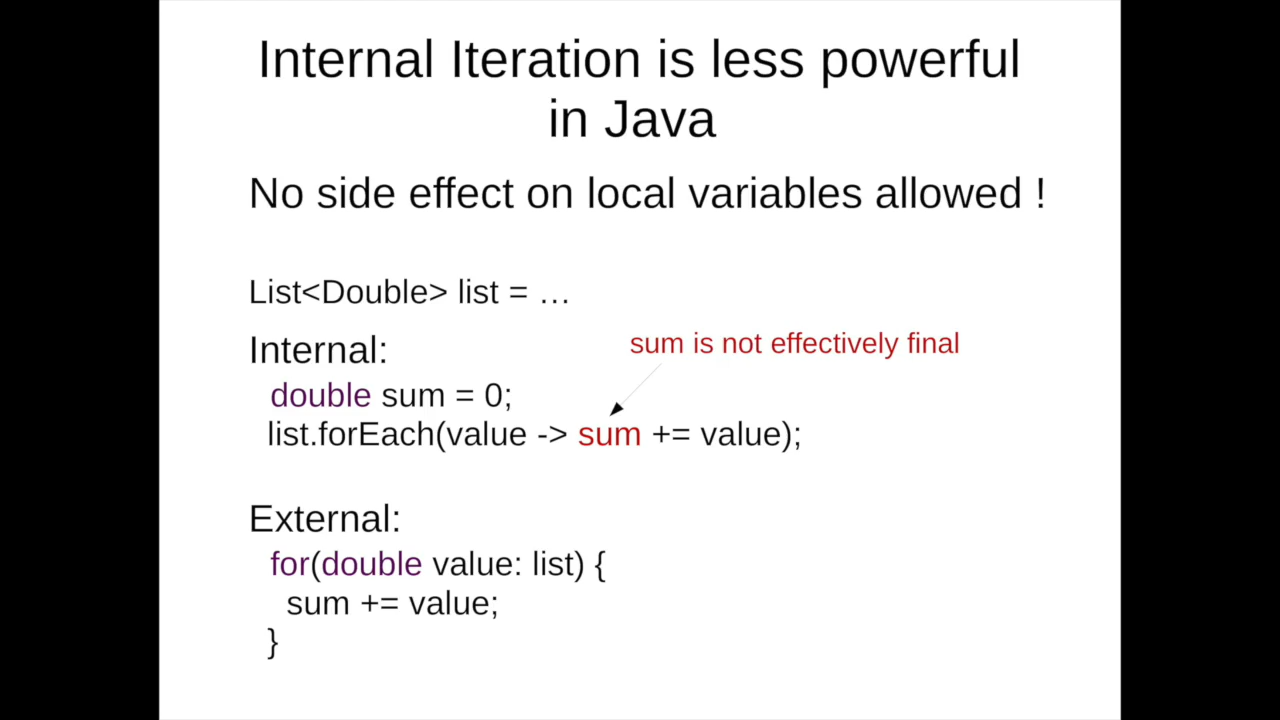 Internal Iteration is less powerful
in Java
No side effect on local variables allowed !
List<Double> list = …
Internal:
sum is not effectively final
double sum = 0;
list.forEach(value -> sum += value);
External:
for(double value: list) {
sum += value;
}